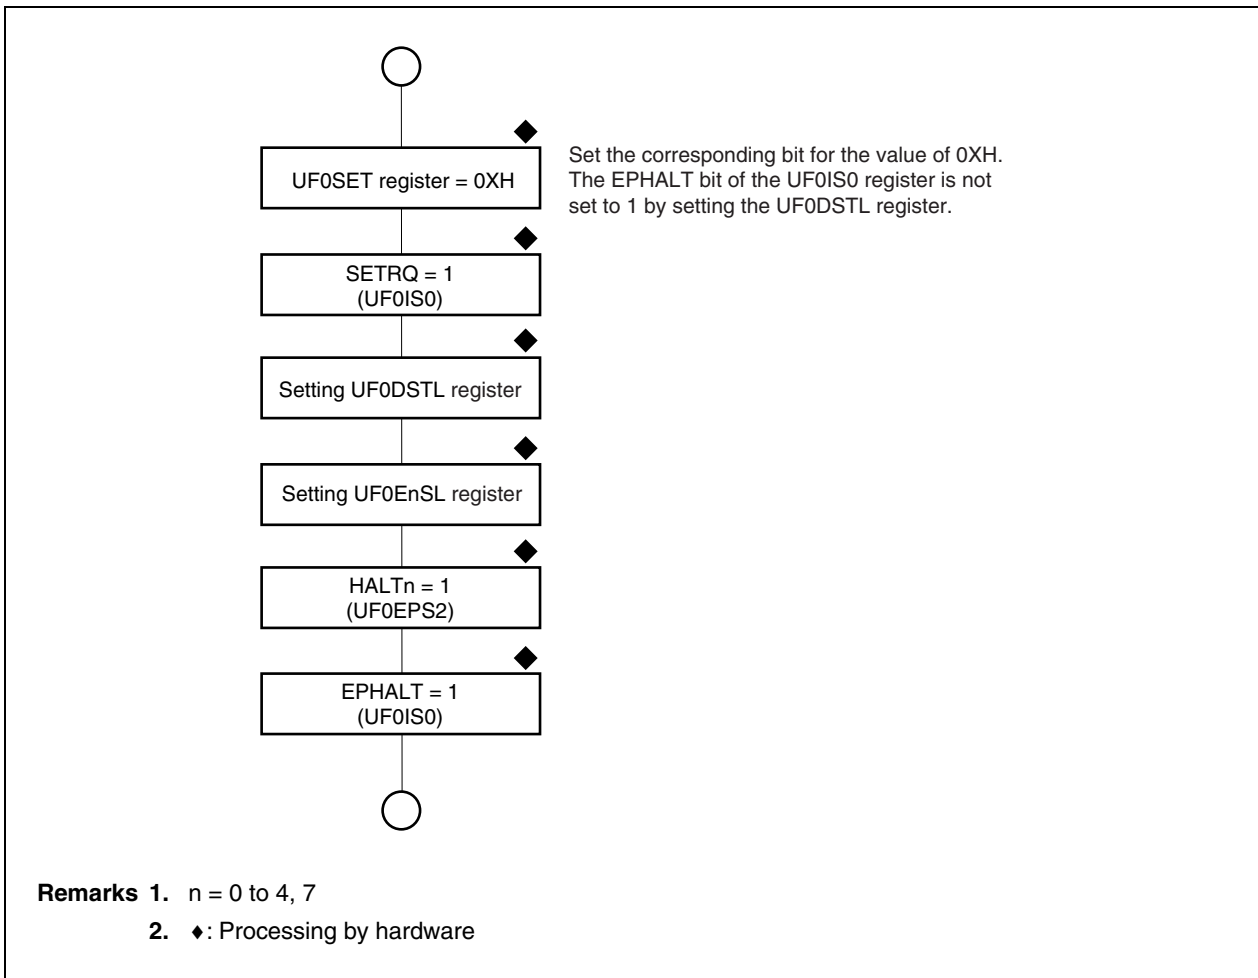 UF0SET register = 0XH
Set the corresponding bit for the value of 0XH.
The EPHALT bit of the UF0IS0 register is not
set to 1 by setting the UF0DSTL register.
SETRQ = 1
(UF0IS0)
Setting UF0DSTL register
Setting UF0EnSL register
HALTn = 1
(UF0EPS2)
EPHALT = 1
(UF0IS0)
Remarks 1. n = 0 to 4, 7
2. ♦: Processing by hardware